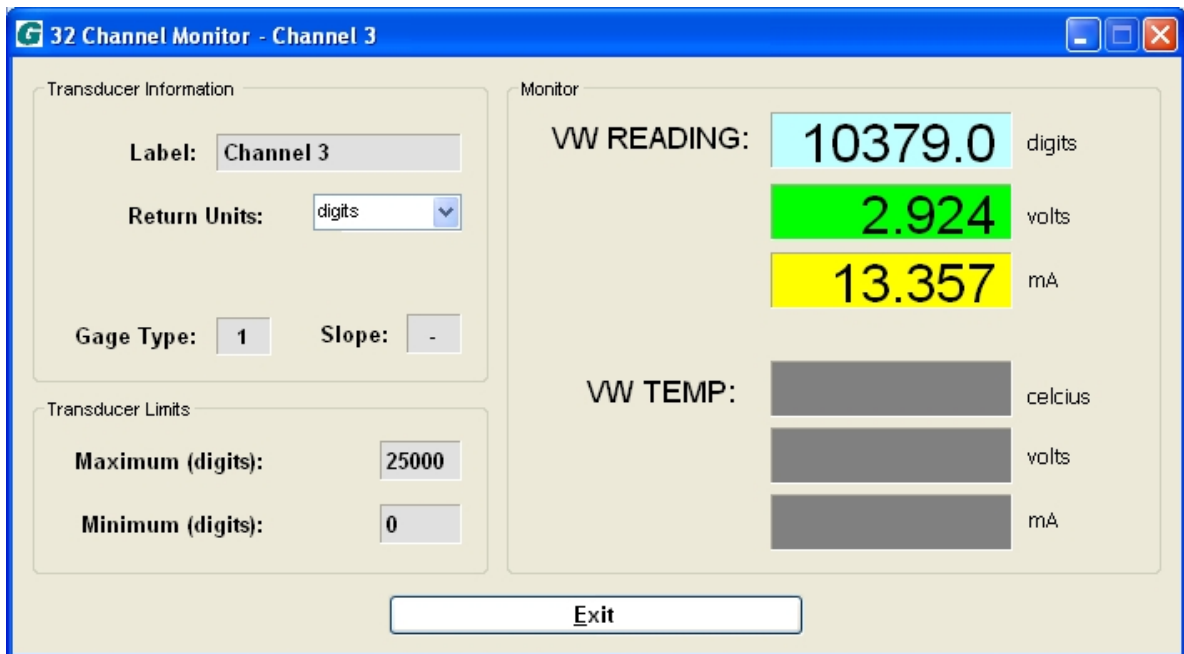 G 32 Channel Monitor - Channel 3
Transducer Information
Label: Channel 3
Return Units: digits
Gage Type: 1 Slope: -
Transducer Limits
Maximum (digits): 25000
Minimum (digits): 0
Monitor
VW READING: 10379.0 digits
2.924 volts
13.357 mA
VW TEMP: celcius
volts
mA
Exit